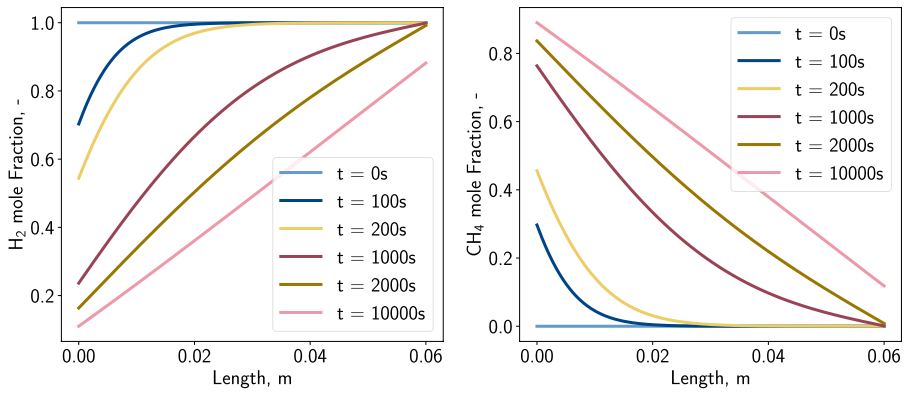 H₂ mole Fraction, -
1.0
0.8
0.6
0.4
0.2
t = 0s
t = 100s
t = 200s
t = 1000s
t = 2000s
t = 10000s
0.00
0.02
0.04
0.06
Length, m
CH₄ mole Fraction, -
0.8
0.6
0.4
0.2
0.0
t = 0s
t = 100s
t = 200s
t = 1000s
t = 2000s
t = 10000s
0.00
0.02
0.04
0.06
Length, m